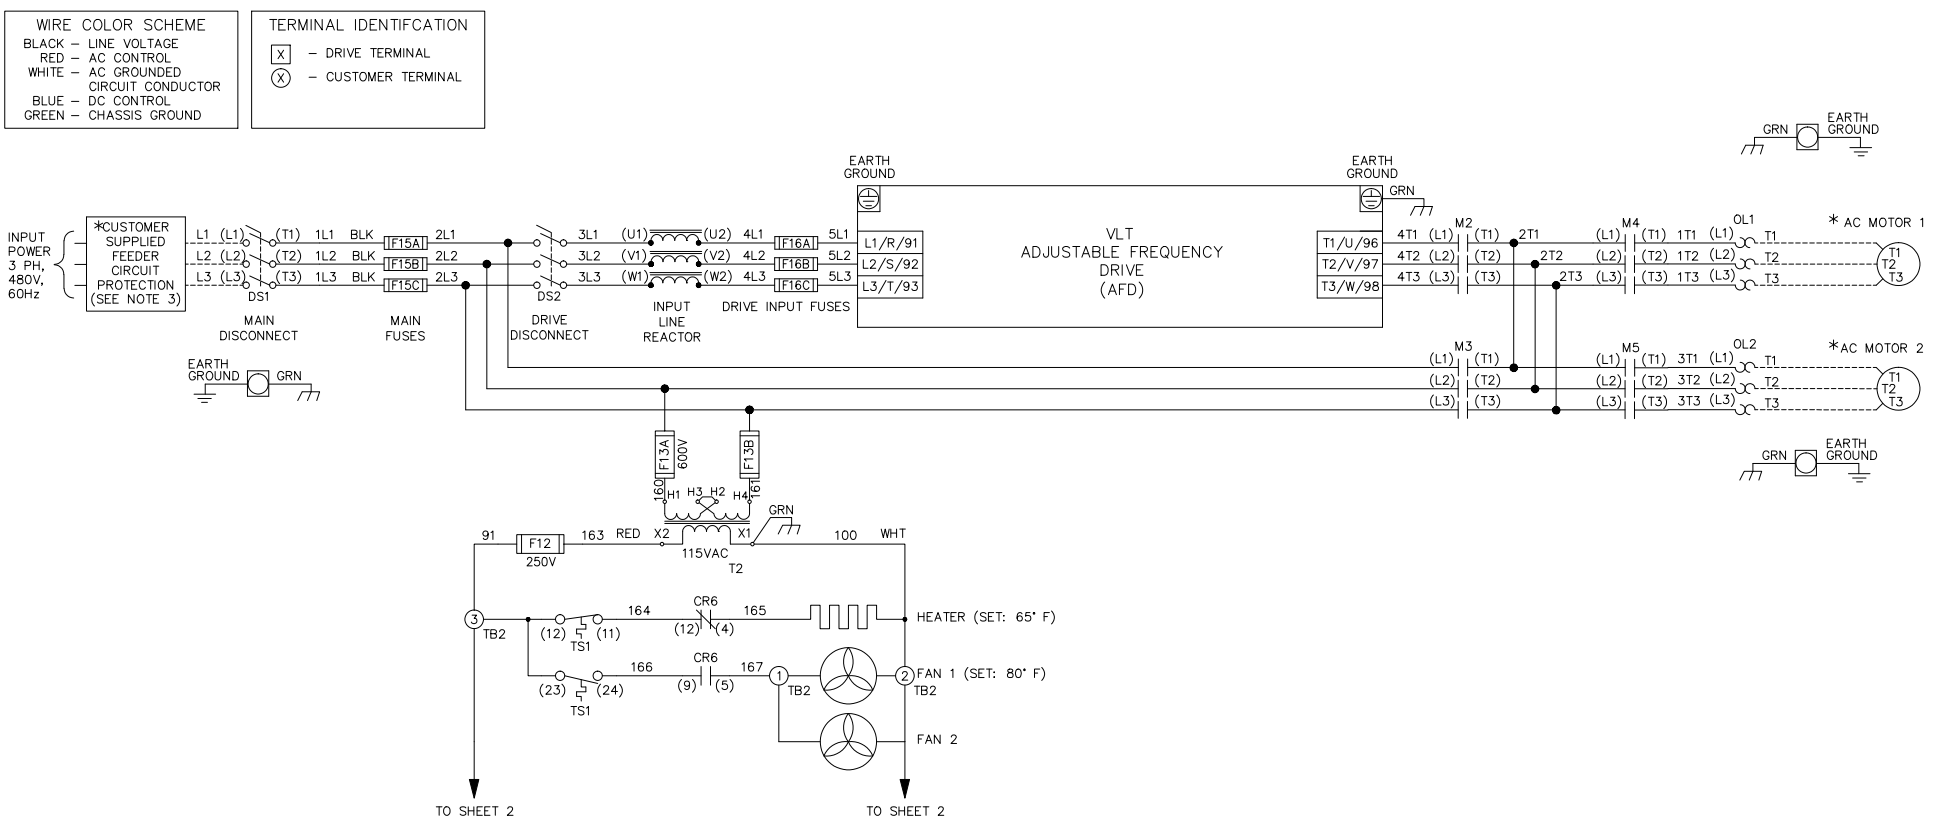 WIRE COLOR SCHEME
BLACK – LINE VOLTAGE
RED – AC CONTROL
WHITE – AC GROUNDED
CIRCUIT CONDUCTOR
BLUE – DC CONTROL
GREEN – CHASSIS GROUND
TERMINAL IDENTIFCATION
X – DRIVE TERMINAL
X – CUSTOMER TERMINAL
GRN
EARTH
GROUND
EARTH
GROUND
EARTH
GROUND
GRN
INPUT
POWER
3 PH,
480V,
60Hz
*CUSTOMER
SUPPLIED
FEEDER
CIRCUIT
PROTECTION
(SEE NOTE 3)
L1 (L1) (T1) 1L1 BLK F15A 2L1 3L1 (U1) (U2) 4L1 F16A 5L1 L1/R/91
L2 (L2) (T2) 1L2 BLK F15B 2L2 3L2 (V1) (V2) 4L2 F16B 5L2 L2/S/92
L3 (L3) (T3) 1L3 BLK F15C 2L3 3L3 (W1) (W2) 4L3 F16C 5L3 L3/T/93
DS1
MAIN
DISCONNECT
MAIN
FUSES
DS2
DRIVE
DISCONNECT
INPUT
LINE
REACTOR
DRIVE INPUT FUSES
VLT
ADJUSTABLE FREQUENCY
DRIVE
(AFD)
M2 M4 OL1 * AC MOTOR 1
T1/U/96 4T1 (L1) (T1) 2T1 (L1) (T1) 1T1 (L1) T1
T2/V/97 4T2 (L2) (T2) 2T2 (L2) (T2) 1T2 (L2) T2
T3/W/98 4T3 (L3) (T3) 2T3 (L3) (T3) 1T3 (L3) T3
T1
T2
T3
EARTH
GROUND
GRN
M3 M5 OL2 *AC MOTOR 2
(L1) (T1) (L1) (T1) 3T1 (L1) T1
(L2) (T2) (L2) (T2) 3T2 (L2) T2
(L3) (T3) (L3) (T3) 3T3 (L3) T3
T1
T2
T3
GRN
EARTH
GROUND
F13A
600V
F13B
160
161
H1 H3 H2 H4
GRN
91 F12 163 RED X2 X1 100 WHT
250V
115VAC
T2
3
TB2
164 CR6 165
(12) (11) (12) (4)
TS1
HEATER (SET: 65° F)
166 CR6 167
(23) (24) (9) (5)
TS1
1
TB2
2
TB2
FAN 1 (SET: 80° F)
FAN 2
TO SHEET 2
TO SHEET 2